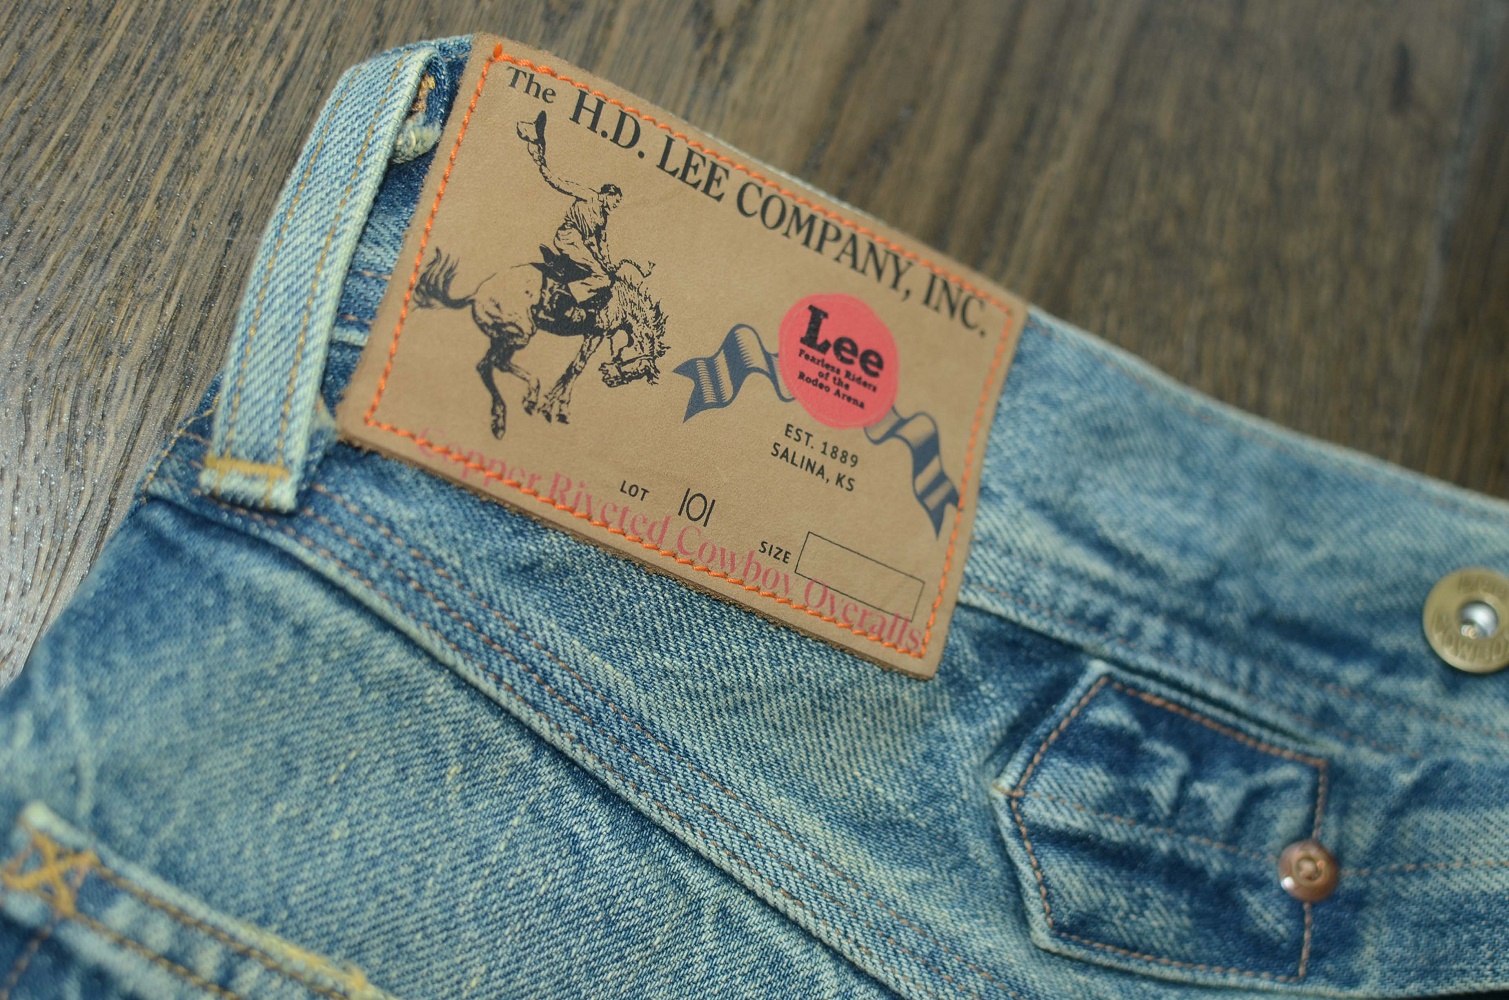 The H.D. LEE COMPANY, INC.
Lee
Fearless Riders
of the
Rodeo Arena
EST. 1889
SALINA, KS
LOT 101
SIZE
Copper Riveted Cowboy Overalls